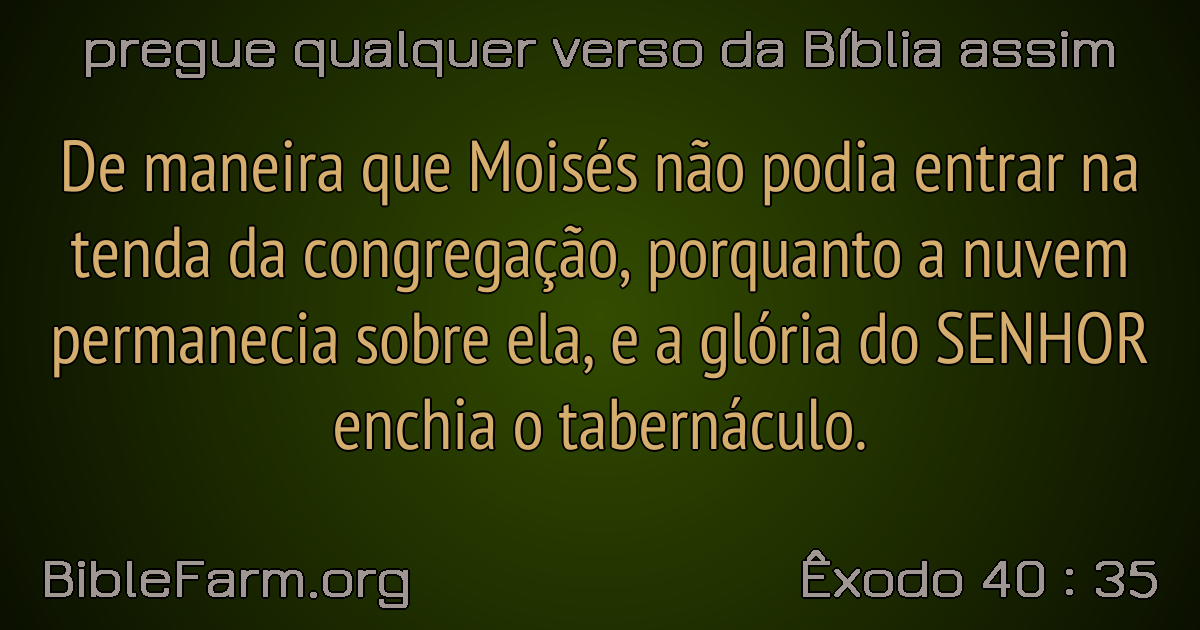 pregue qualquer verso da Bíblia assim
De maneira que Moisés não podia entrar na
tenda da congregação, porquanto a nuvem
permanecia sobre ela, e a glória do SENHOR
enchia o tabernáculo.
BibleFarm.org
Êxodo 40 : 35